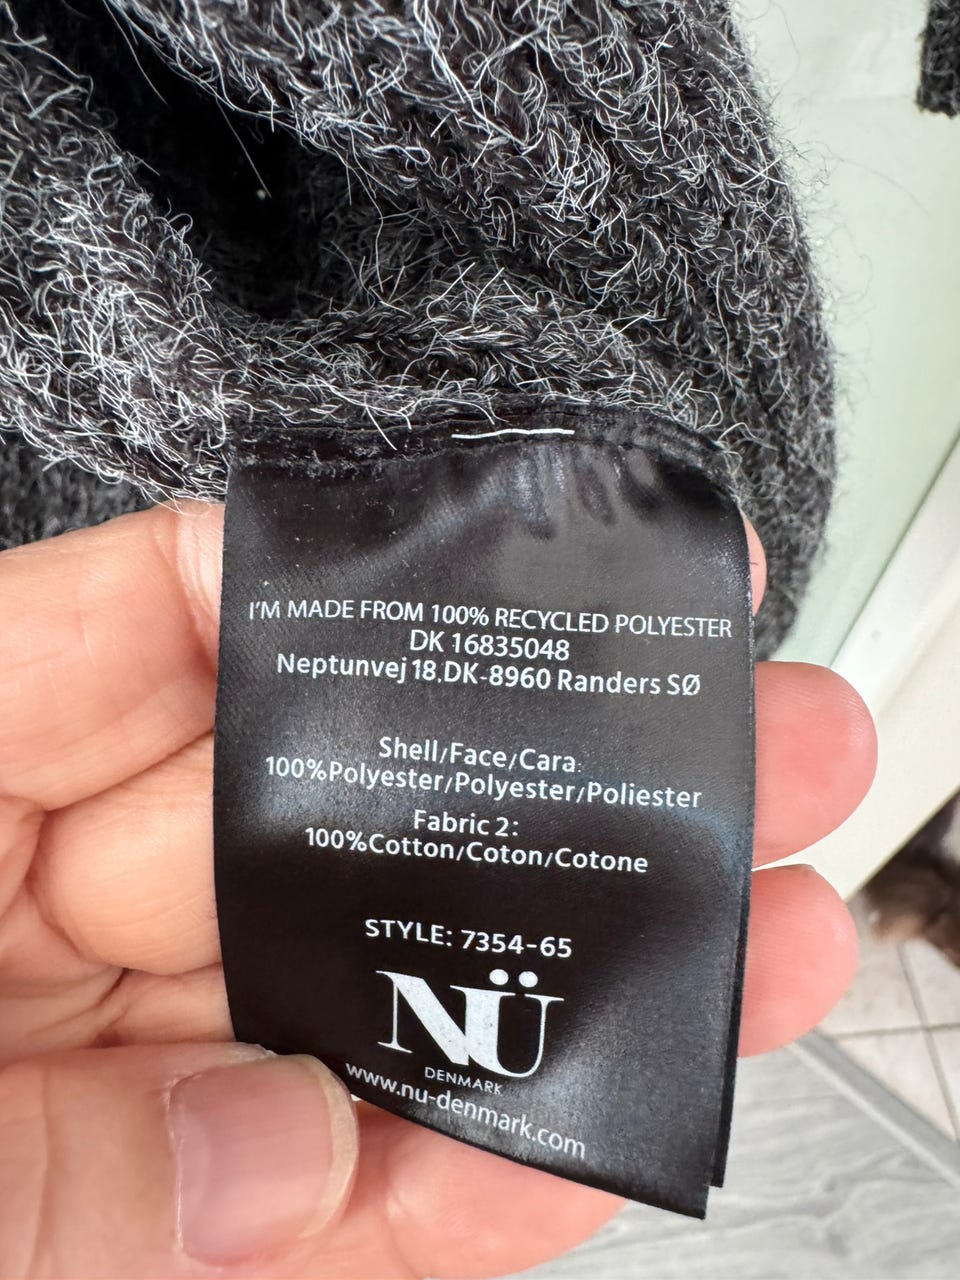 I'M MADE FROM 100% RECYCLED POLYESTER
DK 16835048
Neptunvej 18.DK-8960 Randers SØ
Shell/Face/Cara:
100%Polyester/Polyester/Poliester
Fabric 2:
100%Cotton/Coton/Cotone
STYLE: 7354-65
NÜ
DENMARK
www.nu-denmark.com